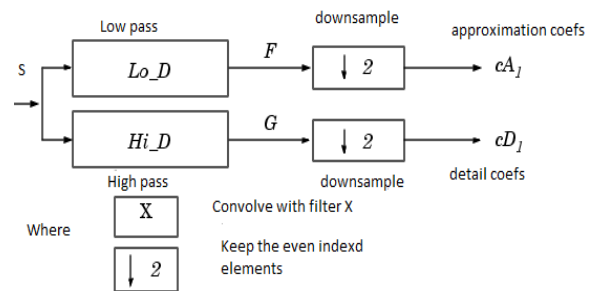 Low pass
downsample
approximation coefs
S
Lo_D
F
↓ 2
cA1
Hi_D
G
↓ 2
cD1
High pass
downsample
detail coefs
Where
X
Convolve with filter X
↓ 2
Keep the even indexd
elements